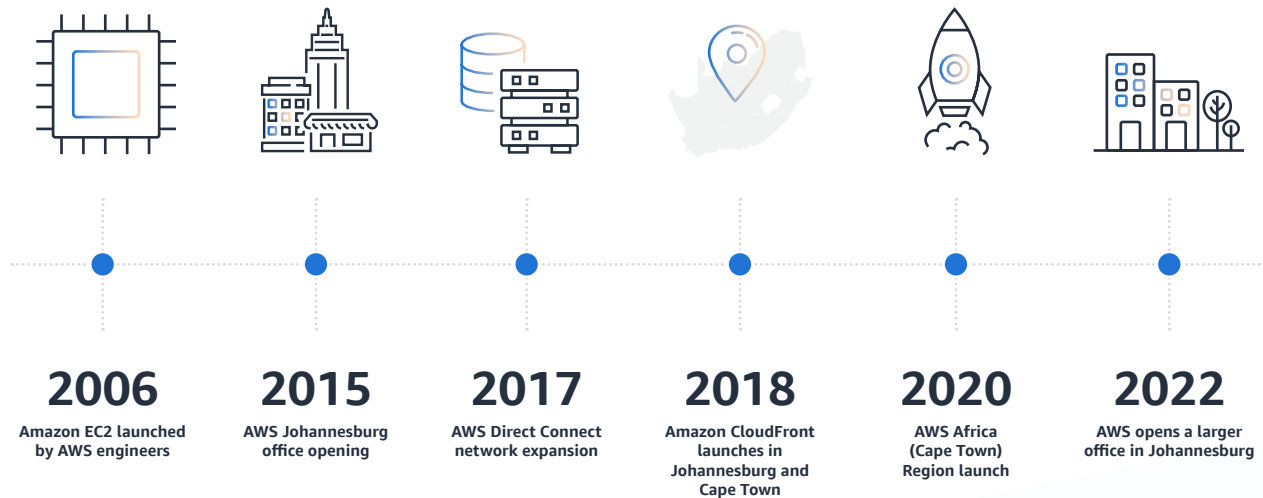 2006
Amazon EC2 launched
by AWS engineers
2015
AWS Johannesburg
office opening
2017
AWS Direct Connect
network expansion
2018
Amazon CloudFront
launches in
Johannesburg and
Cape Town
2020
AWS Africa
(Cape Town)
Region launch
2022
AWS opens a larger
office in Johannesburg